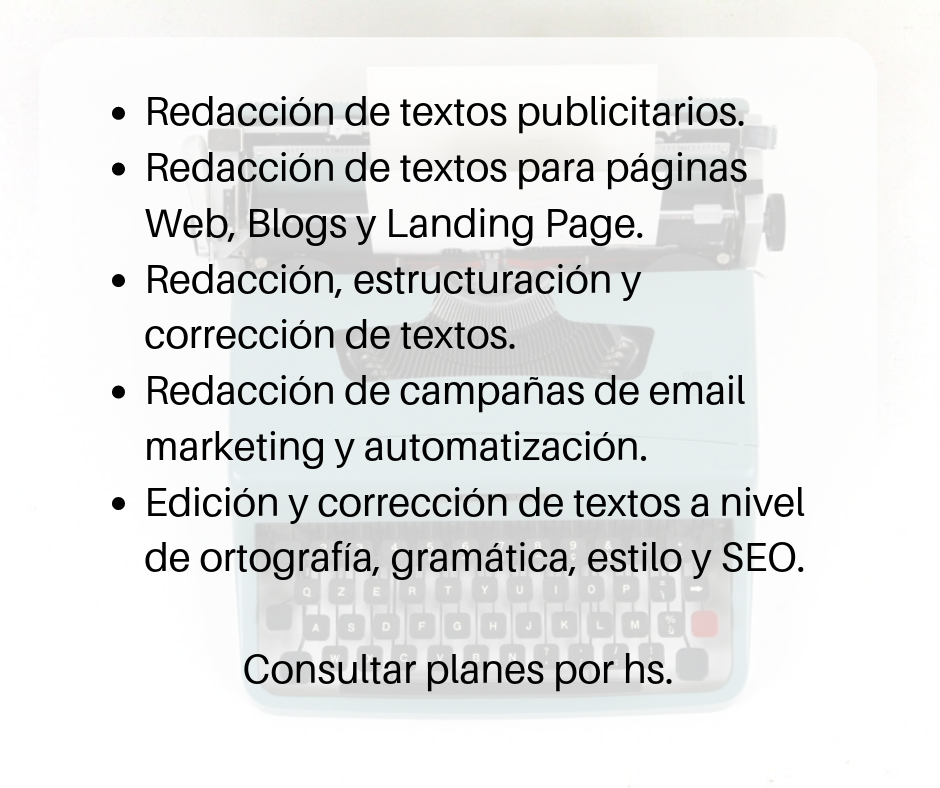 • Redacción de textos publicitarios.
• Redacción de textos para páginas
Web, Blogs y Landing Page.
• Redacción, estructuración y
corrección de textos.
• Redacción de campañas de email
marketing y automatización.
• Edición y corrección de textos a nivel
de ortografía, gramática, estilo y SEO.
Consultar planes por hs.